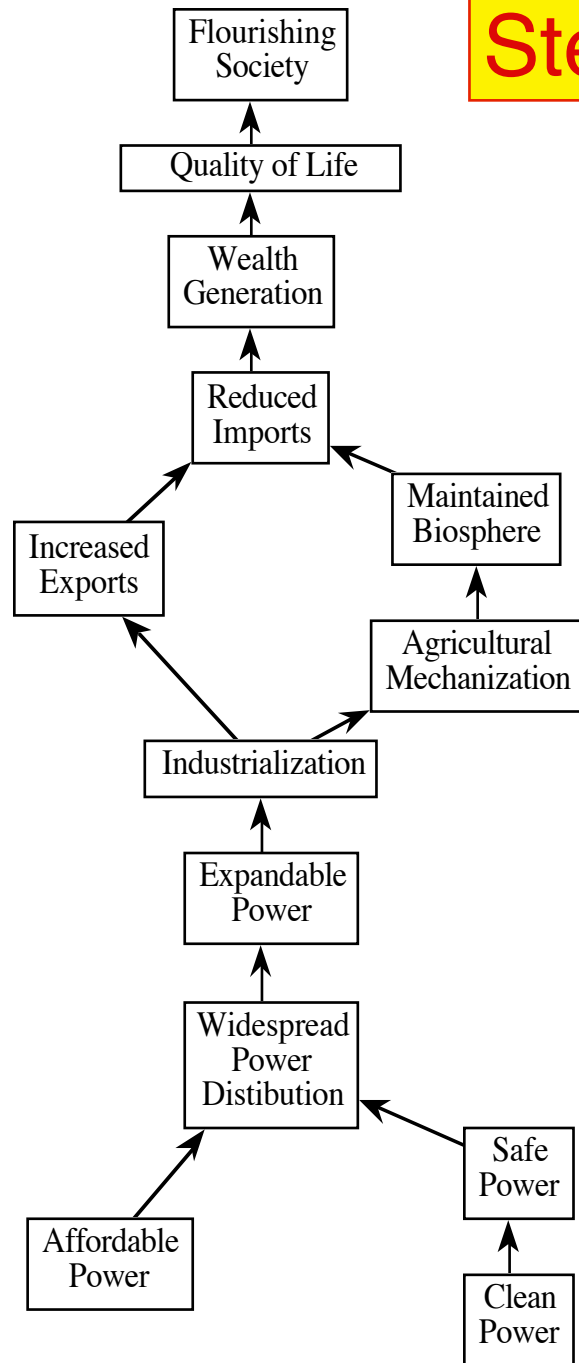 Flourishing
Society
Ste
Quality of Life
Wealth
Generation
Reduced
Imports
Maintained
Biosphere
Increased
Exports
Agricultural
Mechanization
Industrialization
Expandable
Power
Widespread
Power
Distibution
Safe
Power
Affordable
Power
Clean
Power